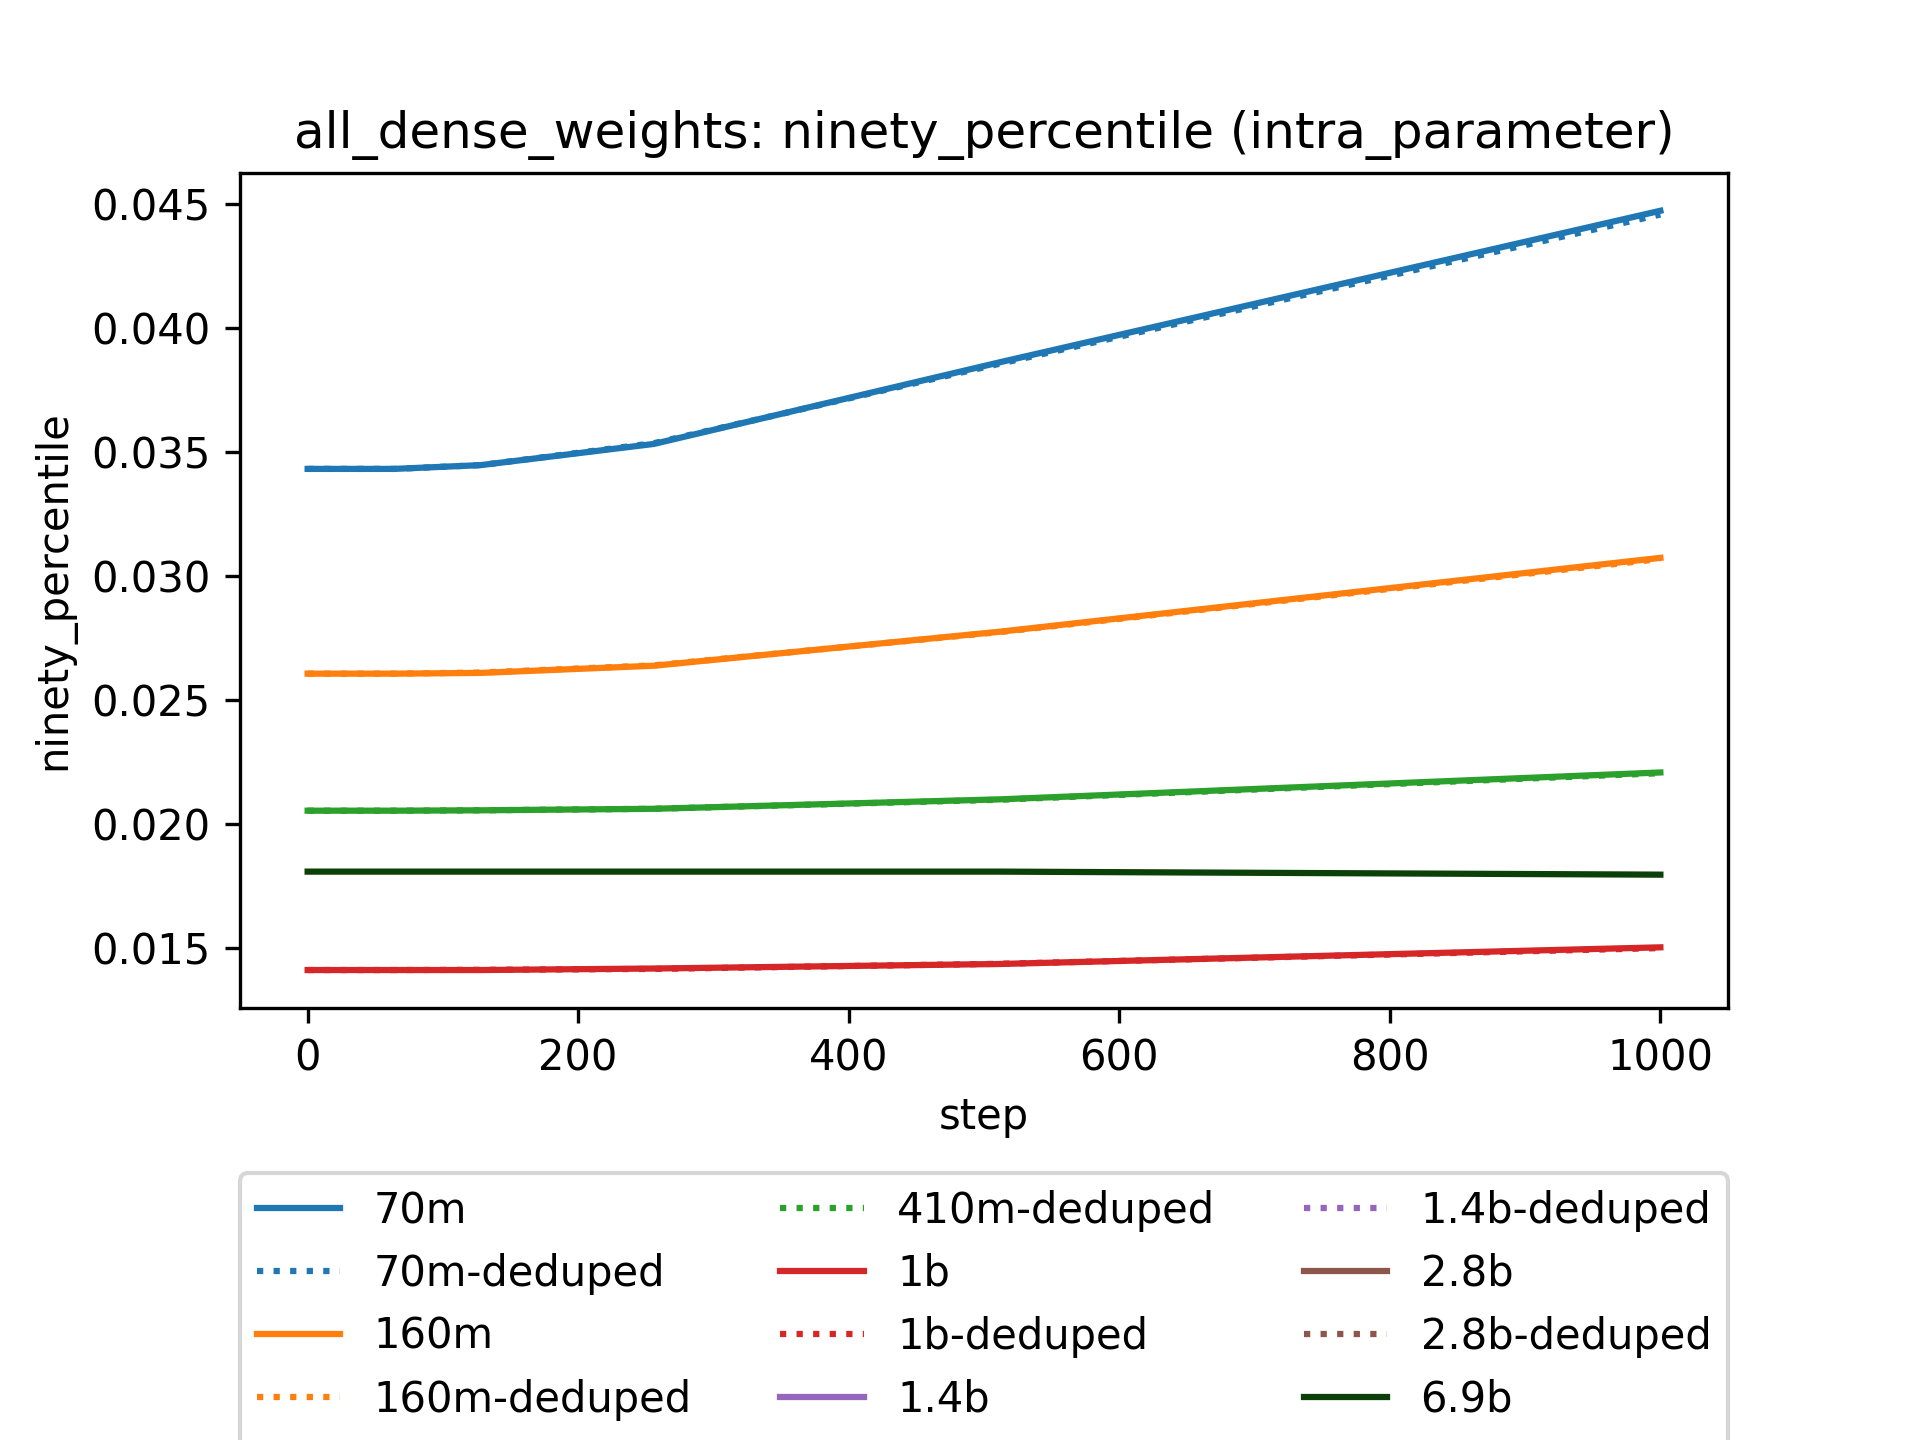 all_dense_weights: ninety_percentile (intra_parameter)
ninety_percentile
0.045
0.040
0.035
0.030
0.025
0.020
0.015
0 200 400 600 800 1000
step
70m 410m-deduped 1.4b-deduped
70m-deduped 1b 2.8b
160m 1b-deduped 2.8b-deduped
160m-deduped 1.4b 6.9b